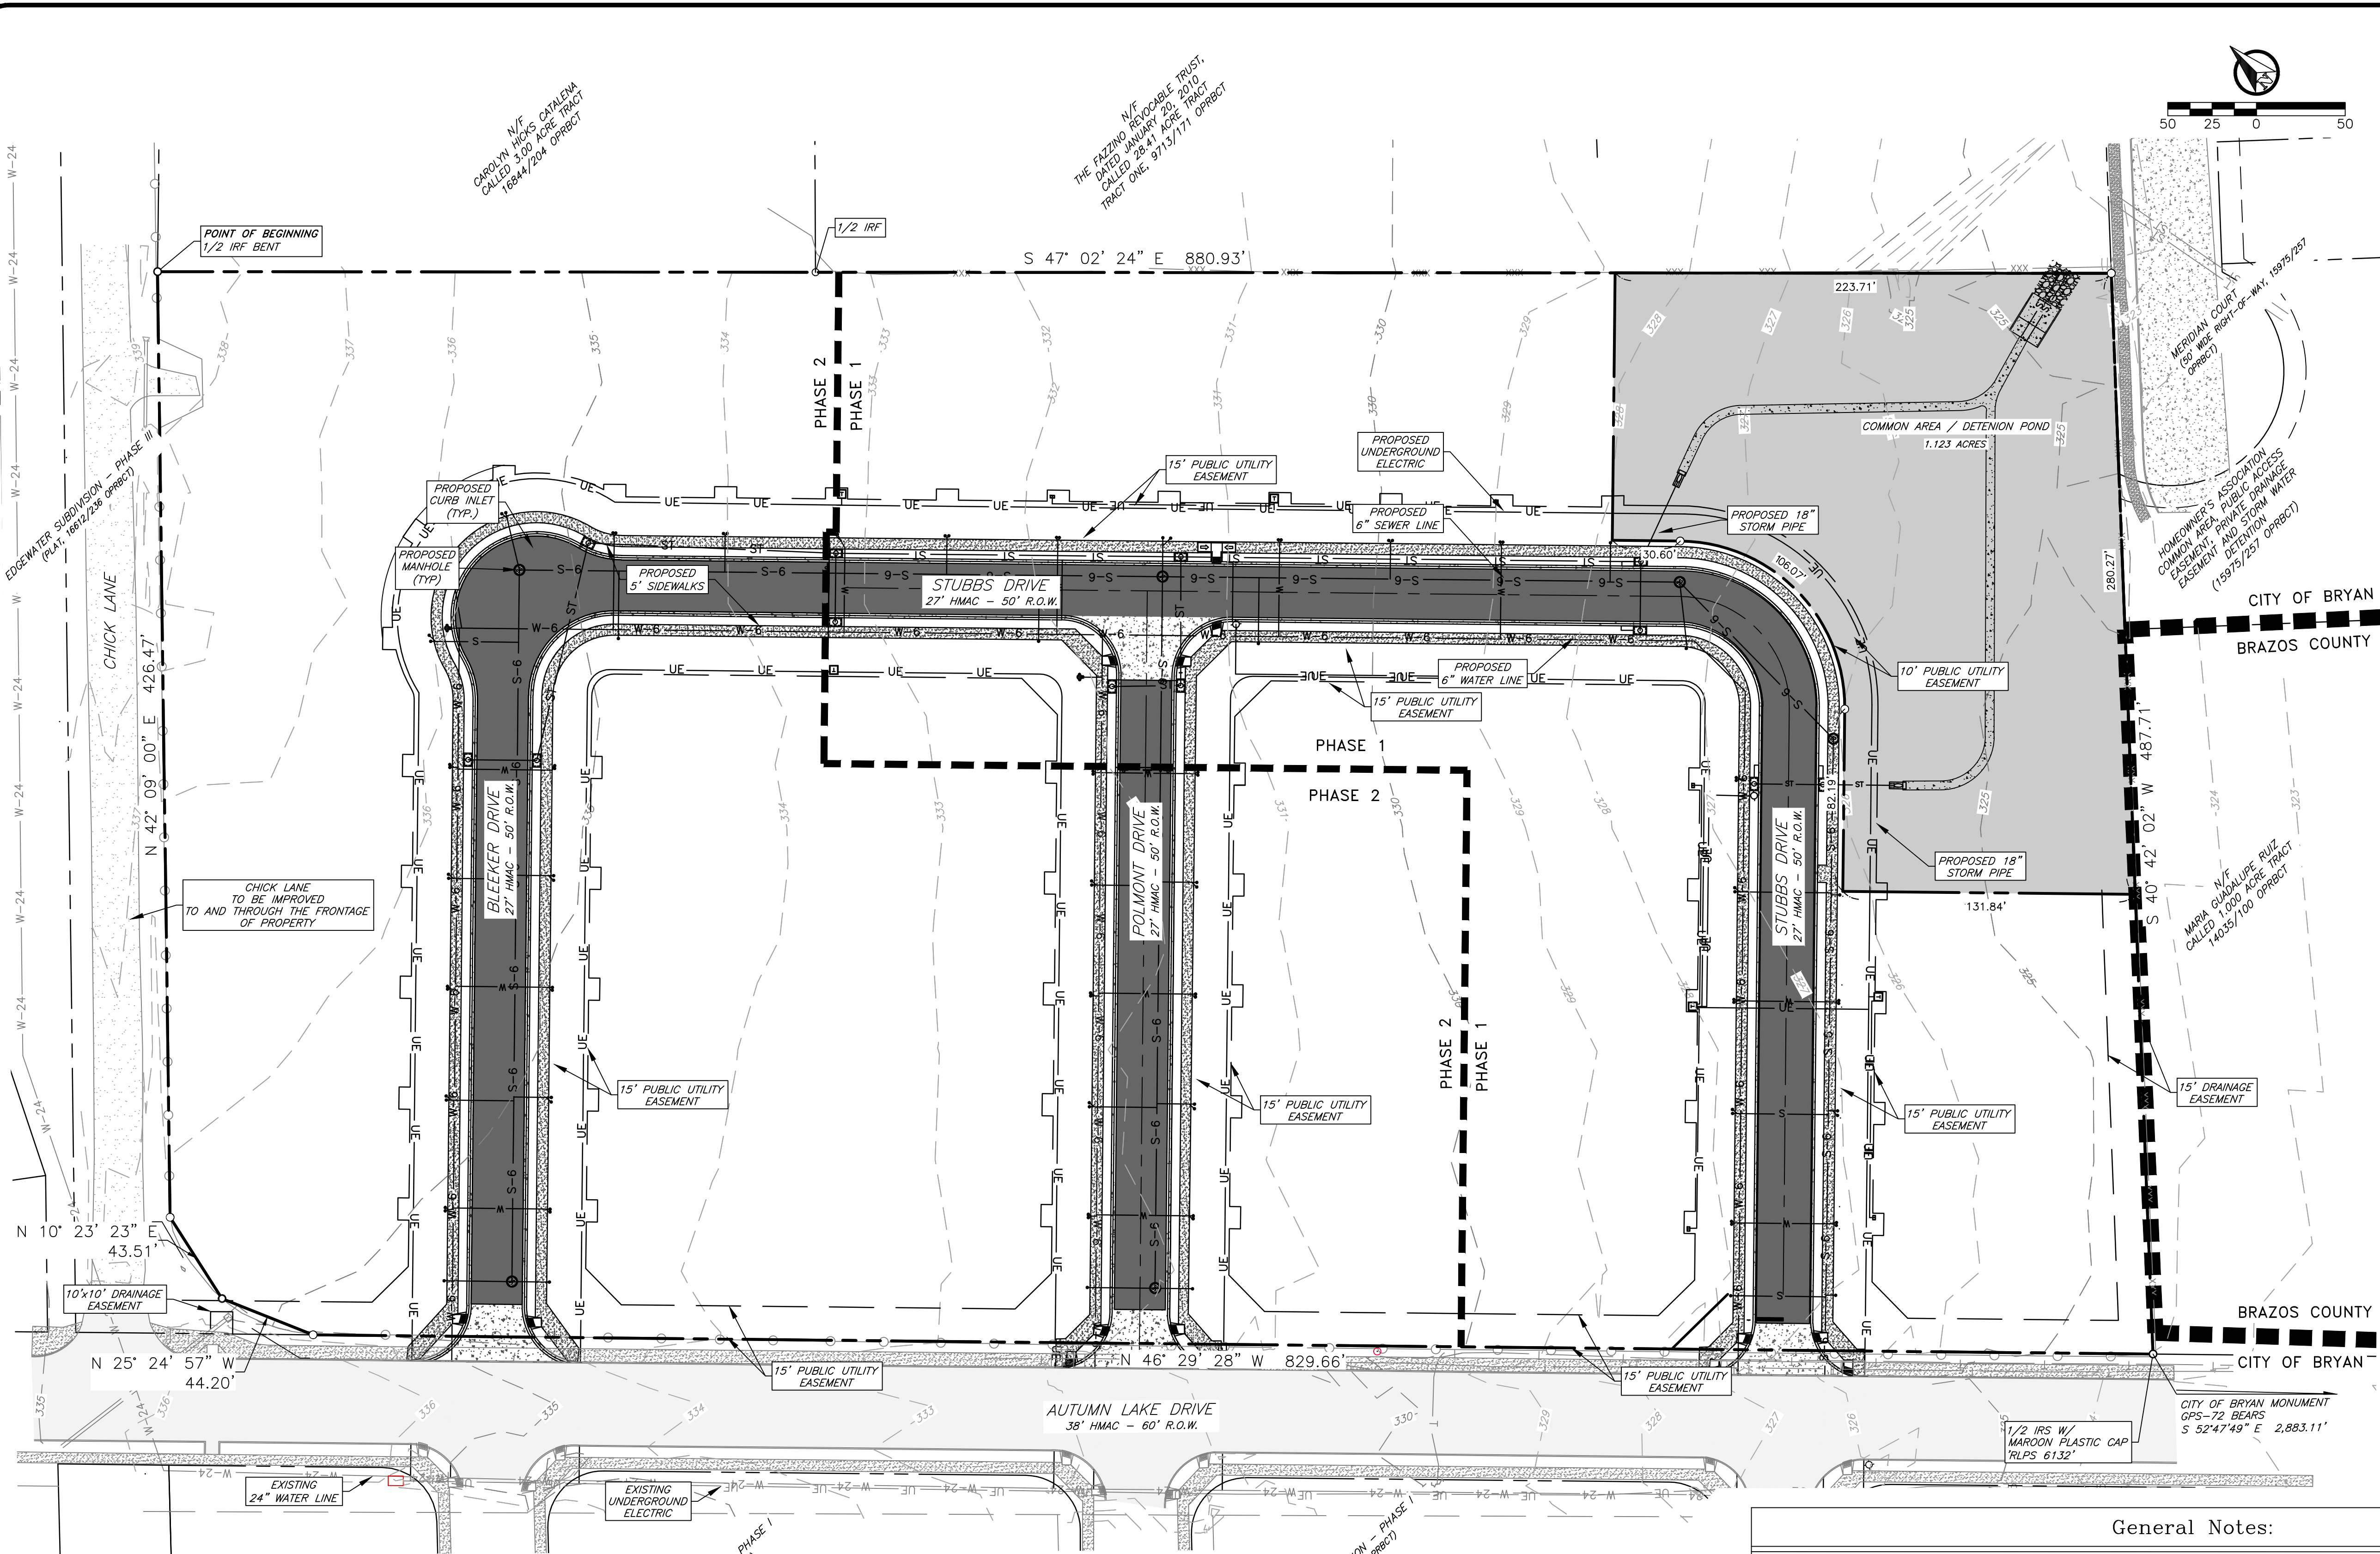 N/F
CAROLYN HICKS CATALENA
CALLED 3.00 ACRE TRACT
16844/204 OPRBCT
N/F
THE FAZZINO REVOCABLE TRUST,
DATED JANUARY 20, 2010
CALLED 28.41 ACRE TRACT
TRACT ONE, 9713/171 OPRBCT
50 25 0 50
POINT OF BEGINNING
1/2 IRF BENT
1/2 IRF
S 47° 02' 24" E 880.93'
223.71'
MERIDIAN COURT
(50' WIDE RIGHT-OF-WAY, 15975/257
OPRBCT)
EDGEWATER SUBDIVISION - PHASE III
(PLAT, 16612/236 OPRBCT)
CHICK LANE
N 42° 09' 00" E 426.47'
PHASE 2
PHASE 1
COMMON AREA / DETENION POND
1.123 ACRES
HOMEOWNER'S ASSOCIATION
COMMON AREA, PUBLIC ACCESS
EASEMENT, PRIVATE DRAINAGE
EASEMENT AND STORM WATER
DETENTION
(15975/257 OPRBCT)
PROPOSED
CURB INLET
(TYP.)
PROPOSED
MANHOLE
(TYP)
PROPOSED
5' SIDEWALKS
15' PUBLIC UTILITY
EASEMENT
PROPOSED
UNDERGROUND
ELECTRIC
PROPOSED
6" SEWER LINE
PROPOSED 18"
STORM PIPE
30.60'
106.07'
280.27'
STUBBS DRIVE
27' HMAC - 50' R.O.W.
CITY OF BRYAN
BRAZOS COUNTY
PROPOSED
6" WATER LINE
15' PUBLIC UTILITY
EASEMENT
10' PUBLIC UTILITY
EASEMENT
PHASE 1
PHASE 2
BLEEKER DRIVE
27' HMAC - 50' R.O.W.
POLMONT DRIVE
27' HMAC - 50' R.O.W.
STUBBS DRIVE
27' HMAC - 50' R.O.W.
82.19'
PROPOSED 18"
STORM PIPE
131.84'
S 40° 42' 02" W 487.71'
N/F
MARIA GUADALUPE RUIZ
CALLED 1.000 ACRE TRACT
14035/100 OPRBCT
CHICK LANE
TO BE IMPROVED
TO AND THROUGH THE FRONTAGE
OF PROPERTY
PHASE 2
PHASE 1
15' PUBLIC UTILITY
EASEMENT
15' PUBLIC UTILITY
EASEMENT
15' PUBLIC UTILITY
EASEMENT
15' DRAINAGE
EASEMENT
N 10° 23' 23" E
43.51'
10'x10' DRAINAGE
EASEMENT
N 25° 24' 57" W
44.20'
15' PUBLIC UTILITY
EASEMENT
N 46° 29' 28" W 829.66'
15' PUBLIC UTILITY
EASEMENT
BRAZOS COUNTY
CITY OF BRYAN
AUTUMN LAKE DRIVE
38' HMAC - 60' R.O.W.
CITY OF BRYAN MONUMENT
GPS-72 BEARS
S 52°47'49" E 2,883.11'
1/2 IRS W/
MAROON PLASTIC CAP
'RLPS 6132'
EXISTING
24" WATER LINE
EXISTING
UNDERGROUND
ELECTRIC
PHASE I
PHASE I
General Notes: